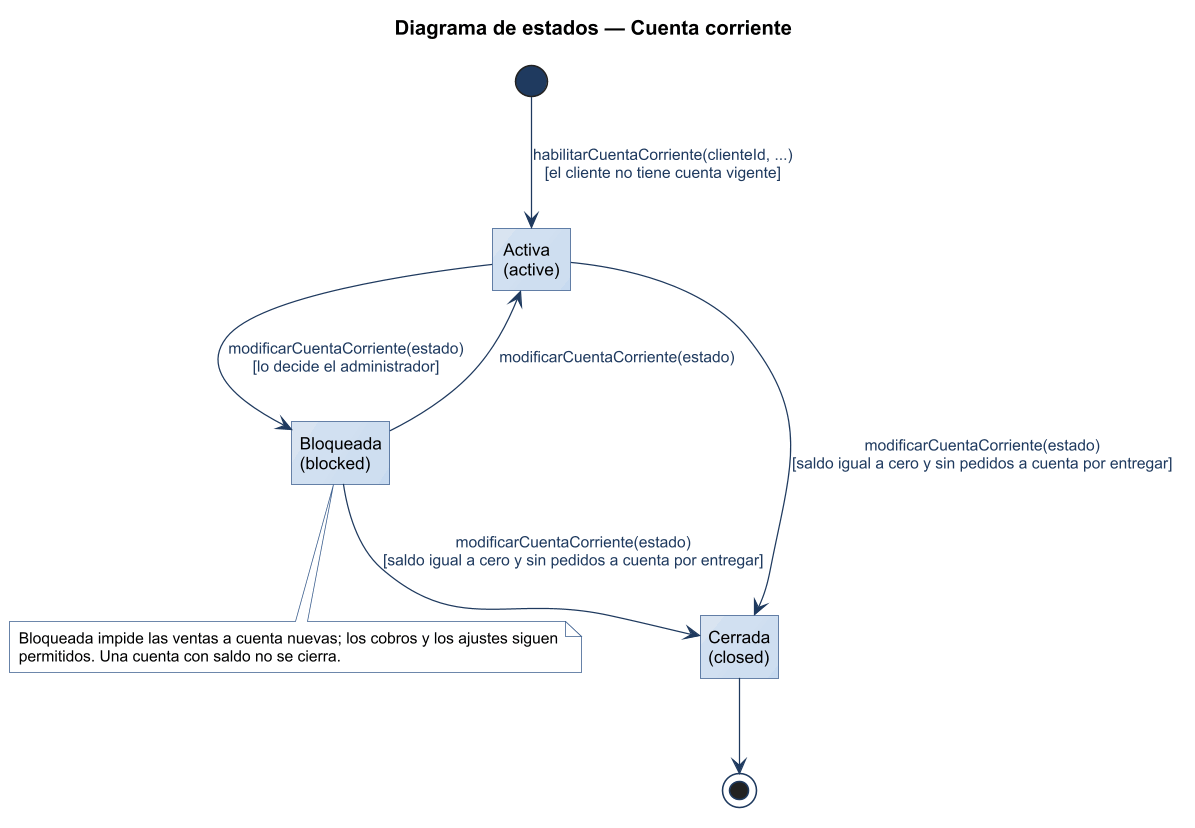 Diagrama de estados — Cuenta corriente
habilitarCuentaCorriente(clienteId, ...)
[el cliente no tiene cuenta vigente]
Activa
(active)
modificarCuentaCorriente(estado)
[lo decide el administrador]
modificarCuentaCorriente(estado)
Bloqueada
(blocked)
modificarCuentaCorriente(estado)
[saldo igual a cero y sin pedidos a cuenta por entregar]
modificarCuentaCorriente(estado)
[saldo igual a cero y sin pedidos a cuenta por entregar]
Bloqueada impide las ventas a cuenta nuevas; los cobros y los ajustes siguen
permitidos. Una cuenta con saldo no se cierra.
Cerrada
(closed)